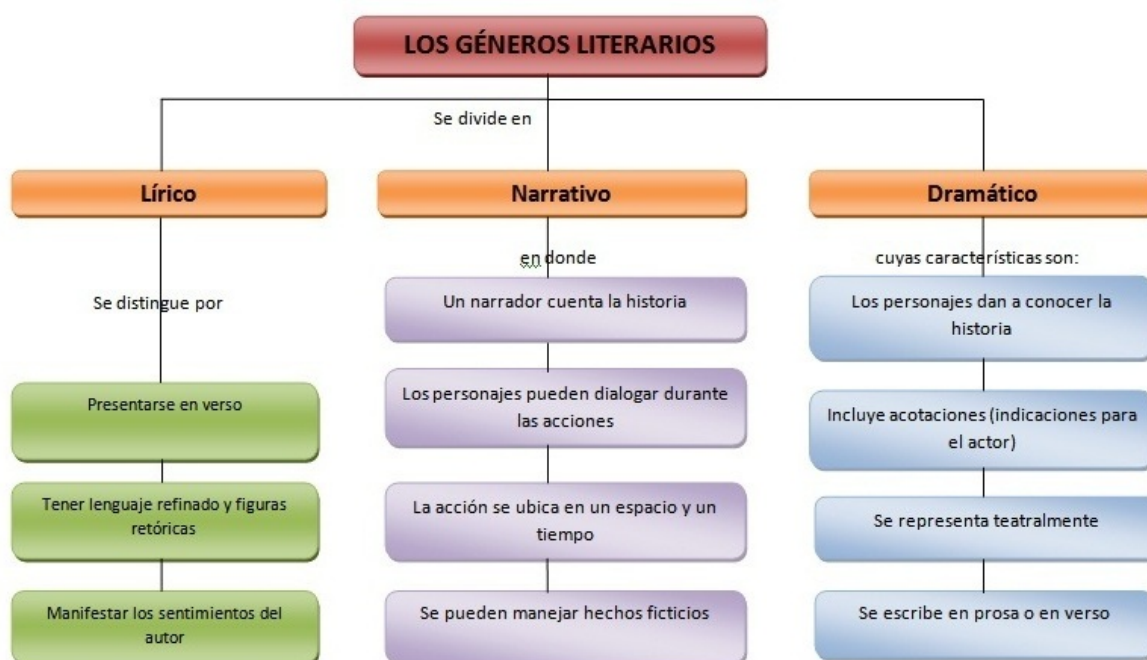 LOS GÉNEROS LITERARIOS
Se divide en
Lírico
Narrativo
Dramático
Se distingue por
en donde
cuyas características son:
Presentarse en verso
Tener lenguaje refinado y figuras
retóricas
Manifestar los sentimientos del
autor
Un narrador cuenta la historia
Los personajes pueden dialogar durante
las acciones
La acción se ubica en un espacio y un
tiempo
Se pueden manejar hechos ficticios
Los personajes dan a conocer la
historia
Incluye acotaciones (indicaciones para
el actor)
Se representa teatralmente
Se escribe en prosa o en verso